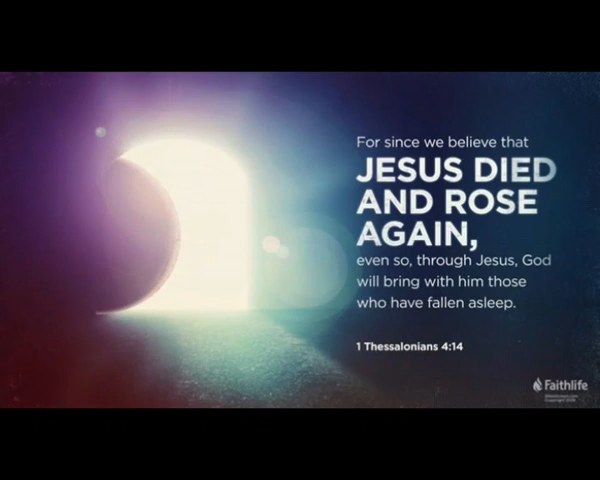 For since we believe that
JESUS DIED
AND ROSE
AGAIN,
even so, through Jesus, God
will bring with him those
who have fallen asleep.
1 Thessalonians 4:14
Faithlife